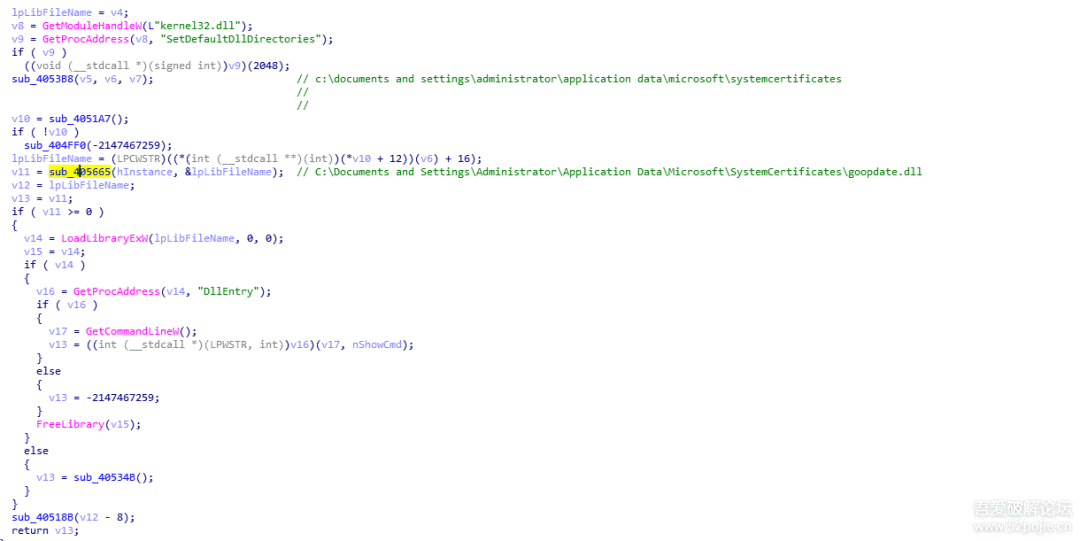 lpLibFileName = v4;
v8 = GetModuleHandleW(L"kernel32.dll");
v9 = GetProcAddress(v8, "SetDefaultDllDirectories");
if ( v9 )
((void (__stdcall *)(signed int))v9)(2048);
sub_4053B8(v5, v6, v7); // c:\documents and settings\administrator\application data\microsoft\systemcertificates
//
//
v10 = sub_4051A7();
if ( !v10 )
sub_404FF0(-2147467259);
lpLibFileName = (LPCWSTR)((*(int (__stdcall **)(int))(*v10 + 12))(v6) + 16);
v11 = sub_405665(hInstance, &lpLibFileName); // C:\Documents and Settings\Administrator\Application Data\Microsoft\SystemCertificates\goopdate.dll
v12 = lpLibFileName;
v13 = v11;
if ( v11 >= 0 )
{
v14 = LoadLibraryExW(lpLibFileName, 0, 0);
v15 = v14;
if ( v14 )
{
v16 = GetProcAddress(v14, "DllEntry");
if ( v16 )
{
v17 = GetCommandLineW();
v13 = ((int (__stdcall *)(LPWSTR, int))v16)(v17, nShowCmd);
}
else
{
v13 = -2147467259;
}
FreeLibrary(v15);
}
else
{
v13 = sub_40534B();
}
}
sub_40518B(v12 - 8);
return v13;
吾爱破解论坛
www.52pojie.cn